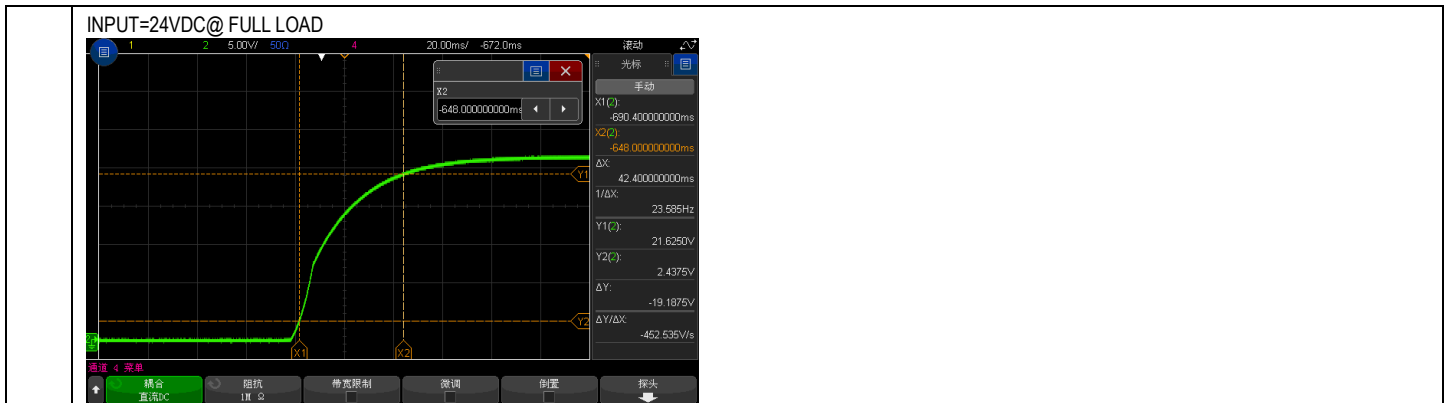 INPUT=24VDC@ FULL LOAD
1 2 5.00V/ 50Ω 4 20.00ms/ -672.0ms 滚动
光标
手动
X2
-648.000000000ms
X1(2):
-690.400000000ms
X2(2):
-648.000000000ms
ΔX:
42.400000000ms
1/ΔX:
23.585Hz
Y1(2):
21.6250V
Y2(2):
2.4375V
ΔY:
-19.1875V
ΔY/ΔX:
-452.535V/s
Y1
Y2
2
X1 X2
通道 4 菜单
耦合 阻抗 带宽限制 微调 倒置 探头
直流DC 1M Ω